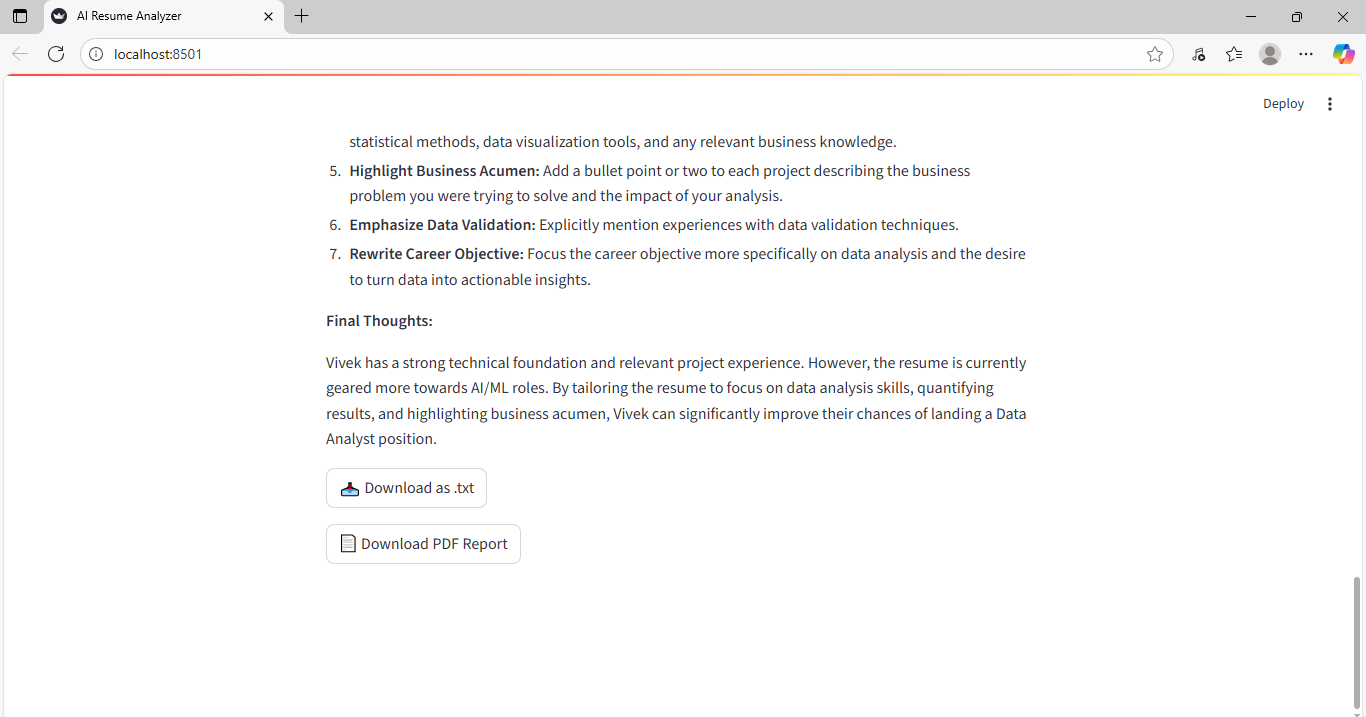 AI Resume Analyzer
localhost:8501
Deploy
statistical methods, data visualization tools, and any relevant business knowledge.
5. Highlight Business Acumen: Add a bullet point or two to each project describing the business
problem you were trying to solve and the impact of your analysis.
6. Emphasize Data Validation: Explicitly mention experiences with data validation techniques.
7. Rewrite Career Objective: Focus the career objective more specifically on data analysis and the desire
to turn data into actionable insights.
Final Thoughts:
Vivek has a strong technical foundation and relevant project experience. However, the resume is currently
geared more towards AI/ML roles. By tailoring the resume to focus on data analysis skills, quantifying
results, and highlighting business acumen, Vivek can significantly improve their chances of landing a Data
Analyst position.
Download as .txt
Download PDF Report